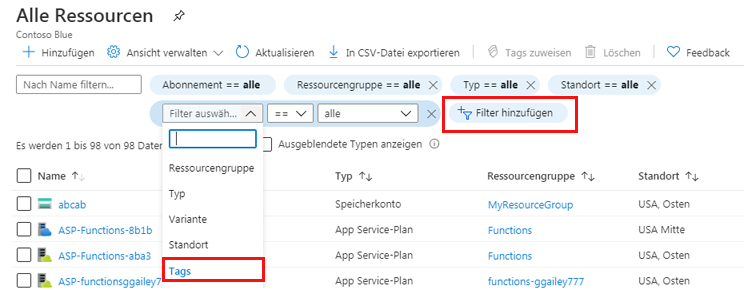 Alle Ressourcen
Contoso Blue
Hinzufügen Ansicht verwalten Aktualisieren In CSV-Datei exportieren Tags zuweisen Löschen Feedback
Nach Name filtern... Abonnement == alle Ressourcengruppe == alle Typ == alle Standort == alle
Filter auswäh... == alle Filter hinzufügen
Es werden 1 bis 98 von 98 Daten Ausgeblendete Typen anzeigen
Ressourcengruppe
Typ
Variante
Standort
Tags
Name Typ Ressourcengruppe Standort
abcab Speicherkonto MyResourceGroup USA, Osten
ASP-Functions-8b1b App Service-Plan Functions USA Mitte
ASP-Functions-aba3 App Service-Plan Functions USA, Osten
ASP-functionsggailey7 App Service-Plan functions-ggailey777 USA, Osten